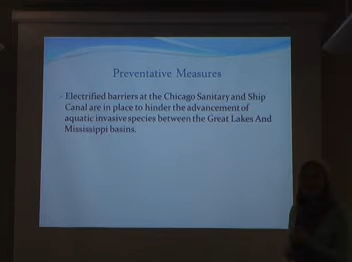 Preventative Measures
Electrified barriers at the Chicago Sanitary and Ship
Canal are in place to hinder the advancement of
aquatic invasive species between the Great Lakes And
Mississippi basins.